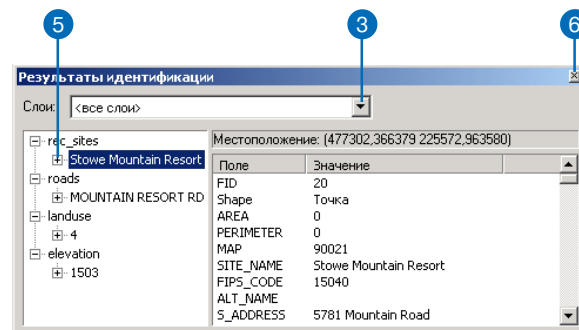 5
3
6
Результаты идентификации
Слои: <все слои>
rec_sites
Stowe Mountain Resort
roads
MOUNTAIN RESORT RD
landuse
4
elevation
1503
Местоположение: (477302,366379 225572,963580)
Поле Значение
FID 20
Shape Точка
AREA 0
PERIMETER 0
MAP 90021
SITE_NAME Stowe Mountain Resort
FIPS_CODE 15040
ALT_NAME
S_ADDRESS 5781 Mountain Road